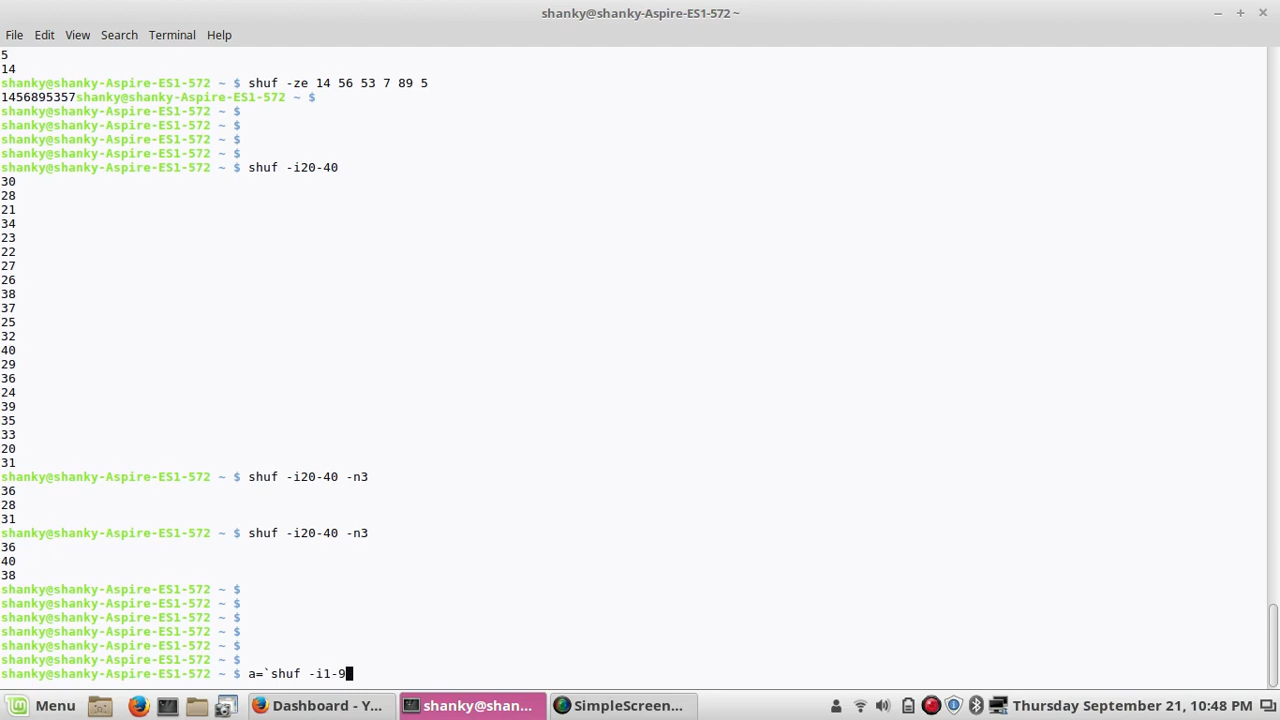 shanky@shanky-Aspire-ES1-572 ~
File Edit View Search Terminal Help
5
14
shanky@shanky-Aspire-ES1-572 ~ $ shuf -ze 14 56 53 7 89 5
1456895357shanky@shanky-Aspire-ES1-572 ~ $
shanky@shanky-Aspire-ES1-572 ~ $
shanky@shanky-Aspire-ES1-572 ~ $
shanky@shanky-Aspire-ES1-572 ~ $
shanky@shanky-Aspire-ES1-572 ~ $
shanky@shanky-Aspire-ES1-572 ~ $ shuf -i20-40
30
28
21
34
23
22
27
26
38
37
25
32
40
29
36
24
39
35
33
20
31
shanky@shanky-Aspire-ES1-572 ~ $ shuf -i20-40 -n3
36
28
31
shanky@shanky-Aspire-ES1-572 ~ $ shuf -i20-40 -n3
36
40
38
shanky@shanky-Aspire-ES1-572 ~ $
shanky@shanky-Aspire-ES1-572 ~ $
shanky@shanky-Aspire-ES1-572 ~ $
shanky@shanky-Aspire-ES1-572 ~ $
shanky@shanky-Aspire-ES1-572 ~ $
shanky@shanky-Aspire-ES1-572 ~ $
shanky@shanky-Aspire-ES1-572 ~ $ a=`shuf -i1-9
Menu Dashboard - Y... shanky@shan... SimpleScreen... Thursday September 21, 10:48 PM